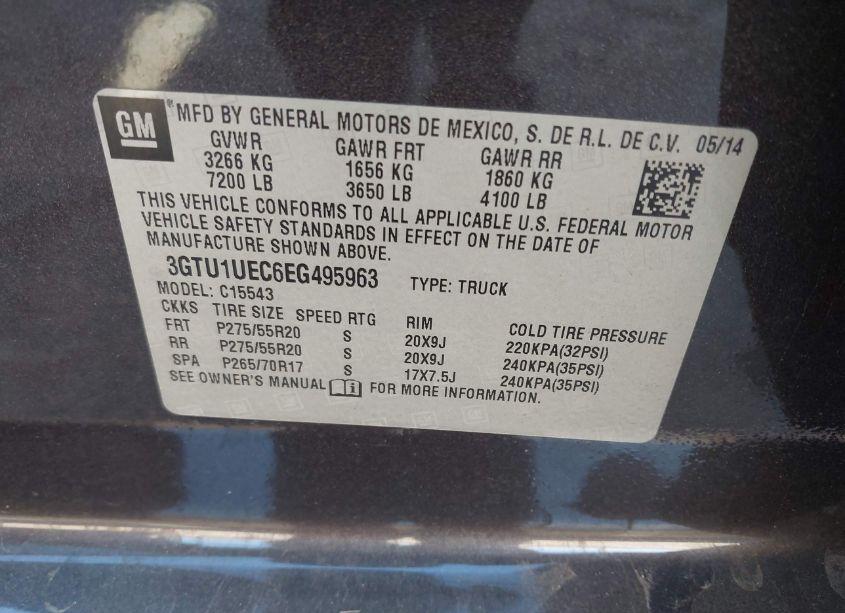 GM
®MFD BY GENERAL MOTORS DE MEXICO, S. DE R.L. DE C.V. 05/14
GVWR GAWR FRT GAWR RR
3266 KG 1656 KG 1860 KG
7200 LB 3650 LB 4100 LB
THIS VEHICLE CONFORMS TO ALL APPLICABLE U.S. FEDERAL MOTOR
VEHICLE SAFETY STANDARDS IN EFFECT ON THE DATE OF
MANUFACTURE SHOWN ABOVE.
3GTU1UEC6EG495963 TYPE: TRUCK
MODEL: C15543
CKKS TIRE SIZE SPEED RTG RIM COLD TIRE PRESSURE
FRT P275/55R20 S 20X9J 220KPA(32PSI)
RR P275/55R20 S 20X9J 240KPA(35PSI)
SPA P265/70R17 S 17X7.5J 240KPA(35PSI)
SEE OWNER'S MANUAL i FOR MORE INFORMATION.